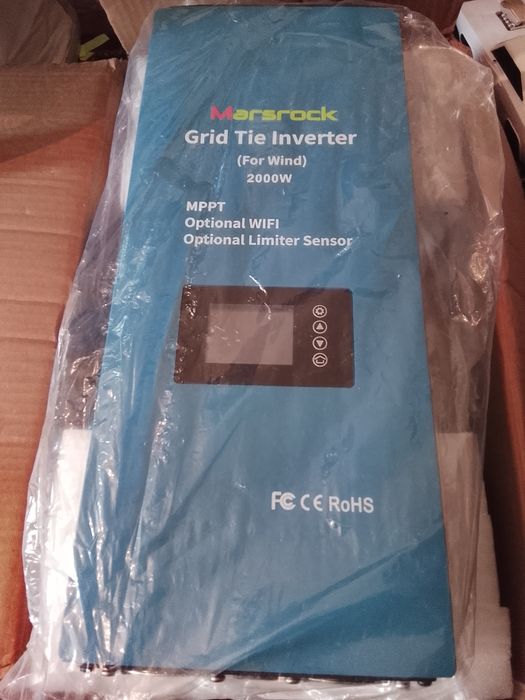 Marsrock
Grid Tie Inverter
(For Wind)
2000W
MPPT
Optional WIFI
Optional Limiter Sensor
FC CE RoHS